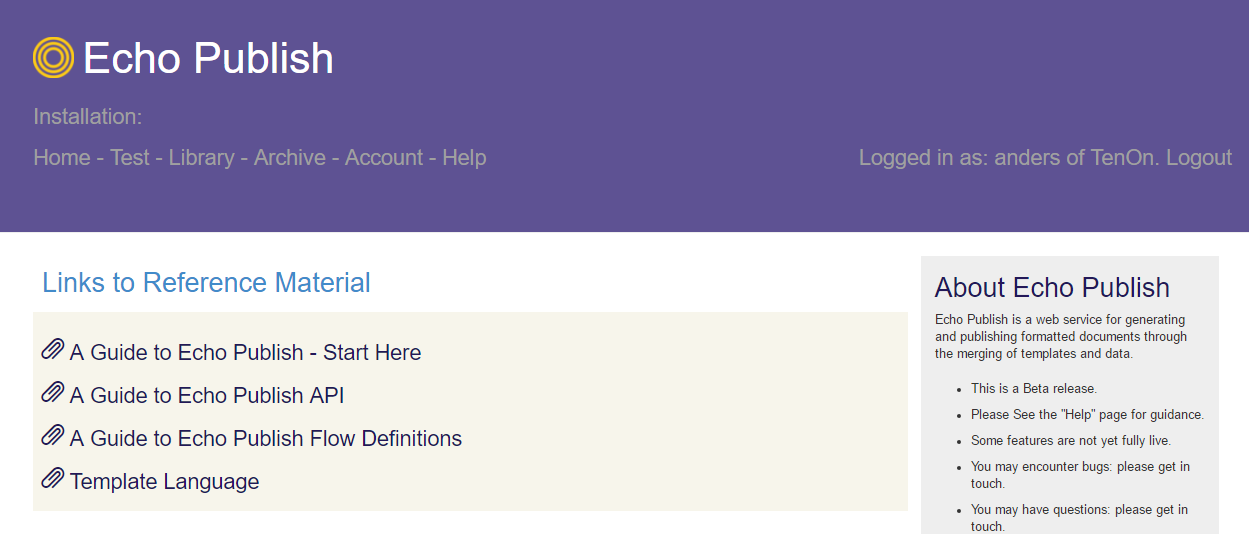 Echo Publish
Installation:
Home - Test - Library - Archive - Account - Help
Logged in as: anders of TenOn. Logout
Links to Reference Material
A Guide to Echo Publish - Start Here
A Guide to Echo Publish API
A Guide to Echo Publish Flow Definitions
Template Language
About Echo Publish
Echo Publish is a web service for generating
and publishing formatted documents through
the merging of templates and data.
This is a Beta release.
Please See the "Help" page for guidance.
Some features are not yet fully live.
You may encounter bugs: please get in
touch.
You may have questions: please get in
touch.